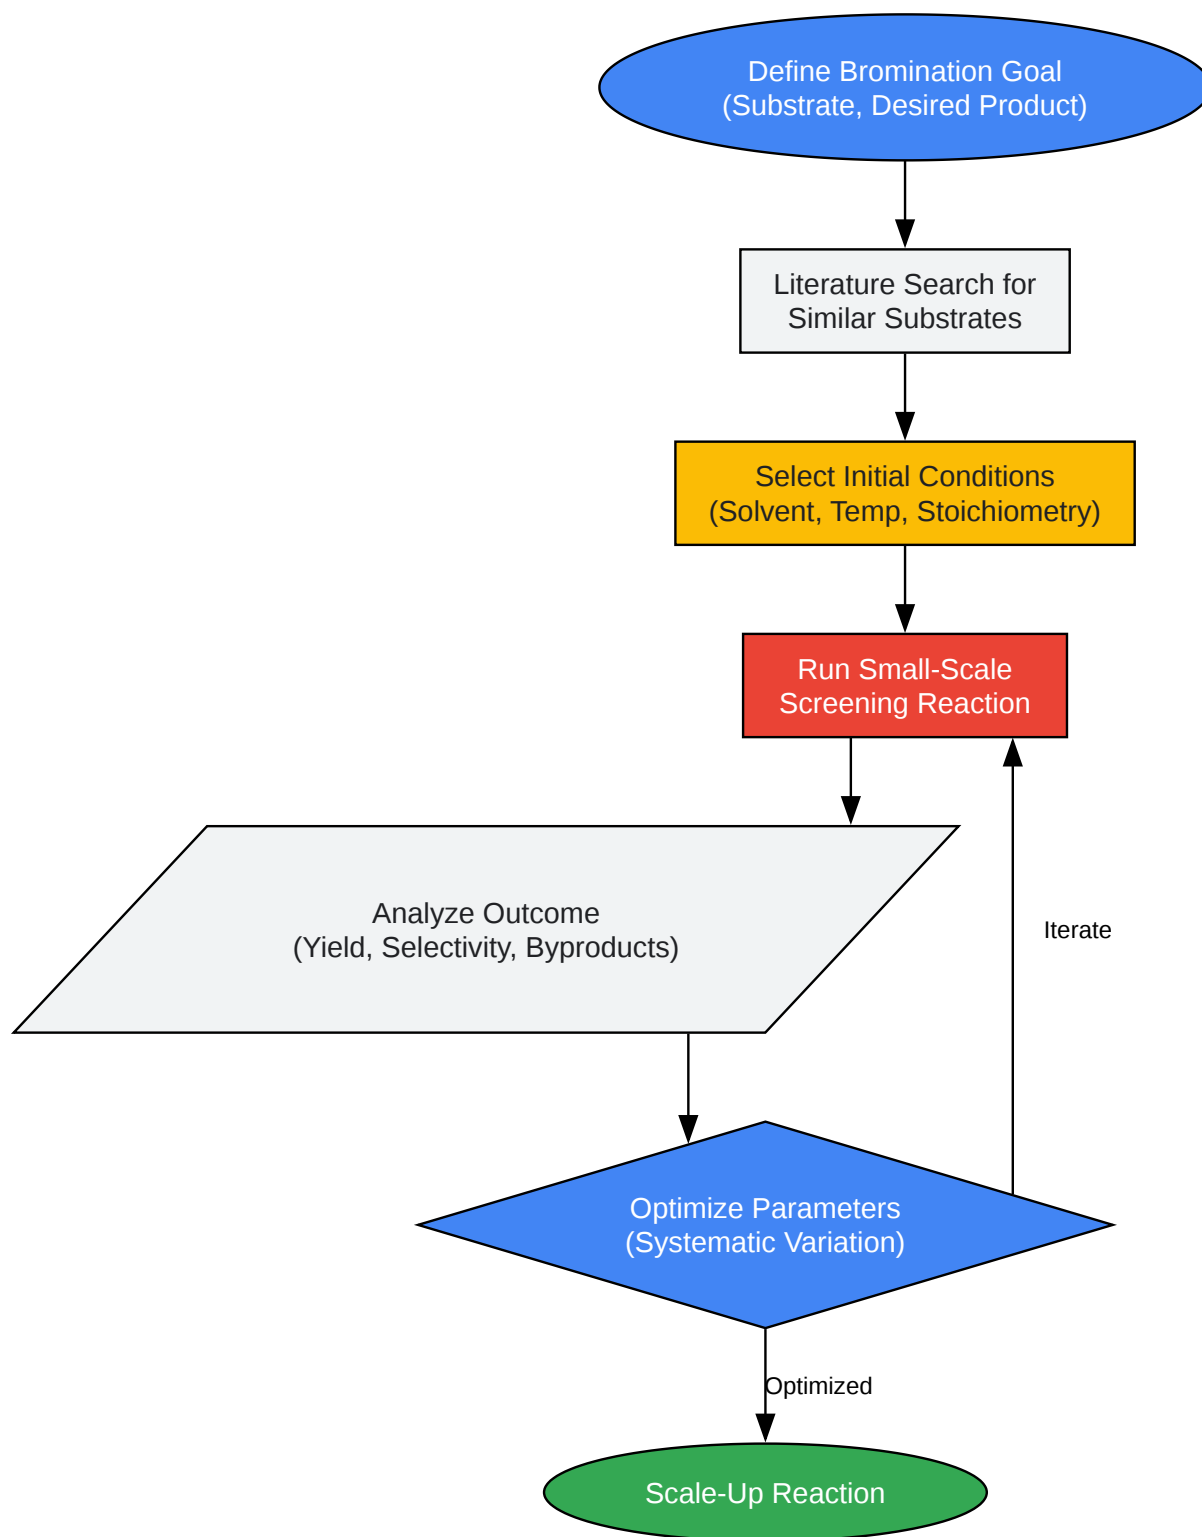 Define Bromination Goal
(Substrate, Desired Product)
Literature Search for
Similar Substrates
Select Initial Conditions
(Solvent, Temp, Stoichiometry)
Run Small-Scale
Screening Reaction
Analyze Outcome
(Yield, Selectivity, Byproducts)
Iterate
Optimize Parameters
(Systematic Variation)
Optimized
Scale-Up Reaction